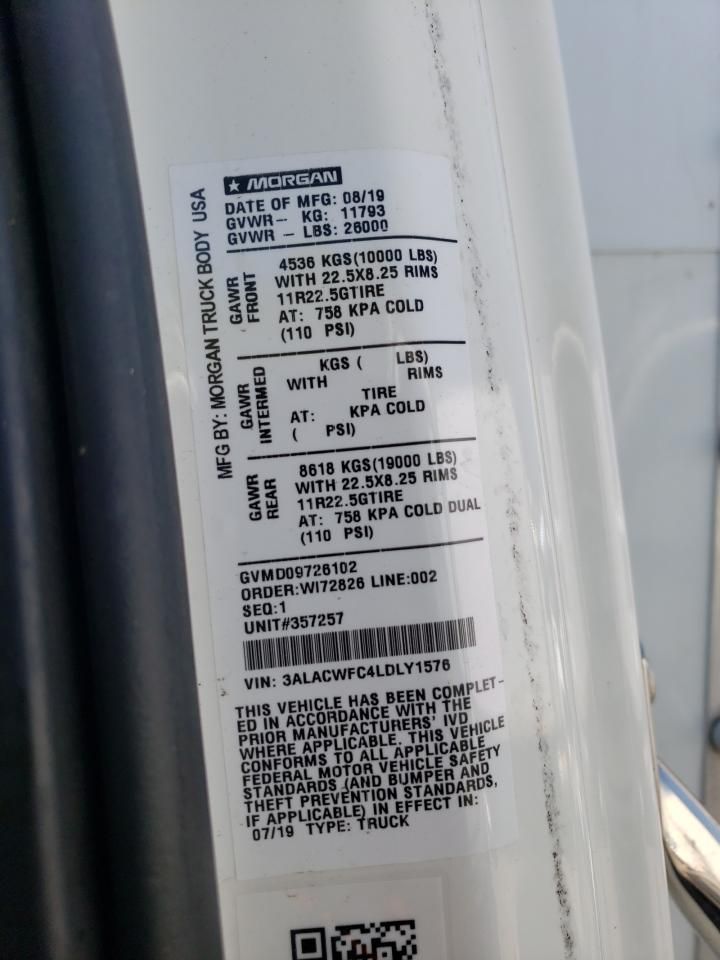 MORGAN
MFG BY: MORGAN TRUCK BODY USA
DATE OF MFG: 08/19
GVWR- KG: 11793
GVWR - LBS: 26000
GAWR FRONT
4536 KGS(10000 LBS)
WITH 22.5X8.25 RIMS
11R22.5GTIRE
AT: 758 KPA COLD
(110 PSI)
GAWR INTERMED
KGS ( LBS)
WITH RIMS
TIRE
AT: KPA COLD
( PSI)
GAWR REAR
8618 KGS(19000 LBS)
WITH 22.5X8.25 RIMS
11R22.5GTIRE
AT: 758 KPA COLD DUAL
(110 PSI)
GVMD09726102
ORDER:WI72826 LINE:002
SEQ:1
UNIT#357257
VIN: 3ALACWFC4LDLY1576
THIS VEHICLE HAS BEEN COMPLET-
ED IN ACCORDANCE WITH THE
PRIOR MANUFACTURERS' IVD
WHERE APPLICABLE. THIS VEHICLE
CONFORMS TO ALL APPLICABLE
FEDERAL MOTOR VEHICLE SAFETY
STANDARDS (AND BUMPER AND
THEFT PREVENTION STANDARDS,
IF APPLICABLE) IN EFFECT IN:
07/19 TYPE: TRUCK